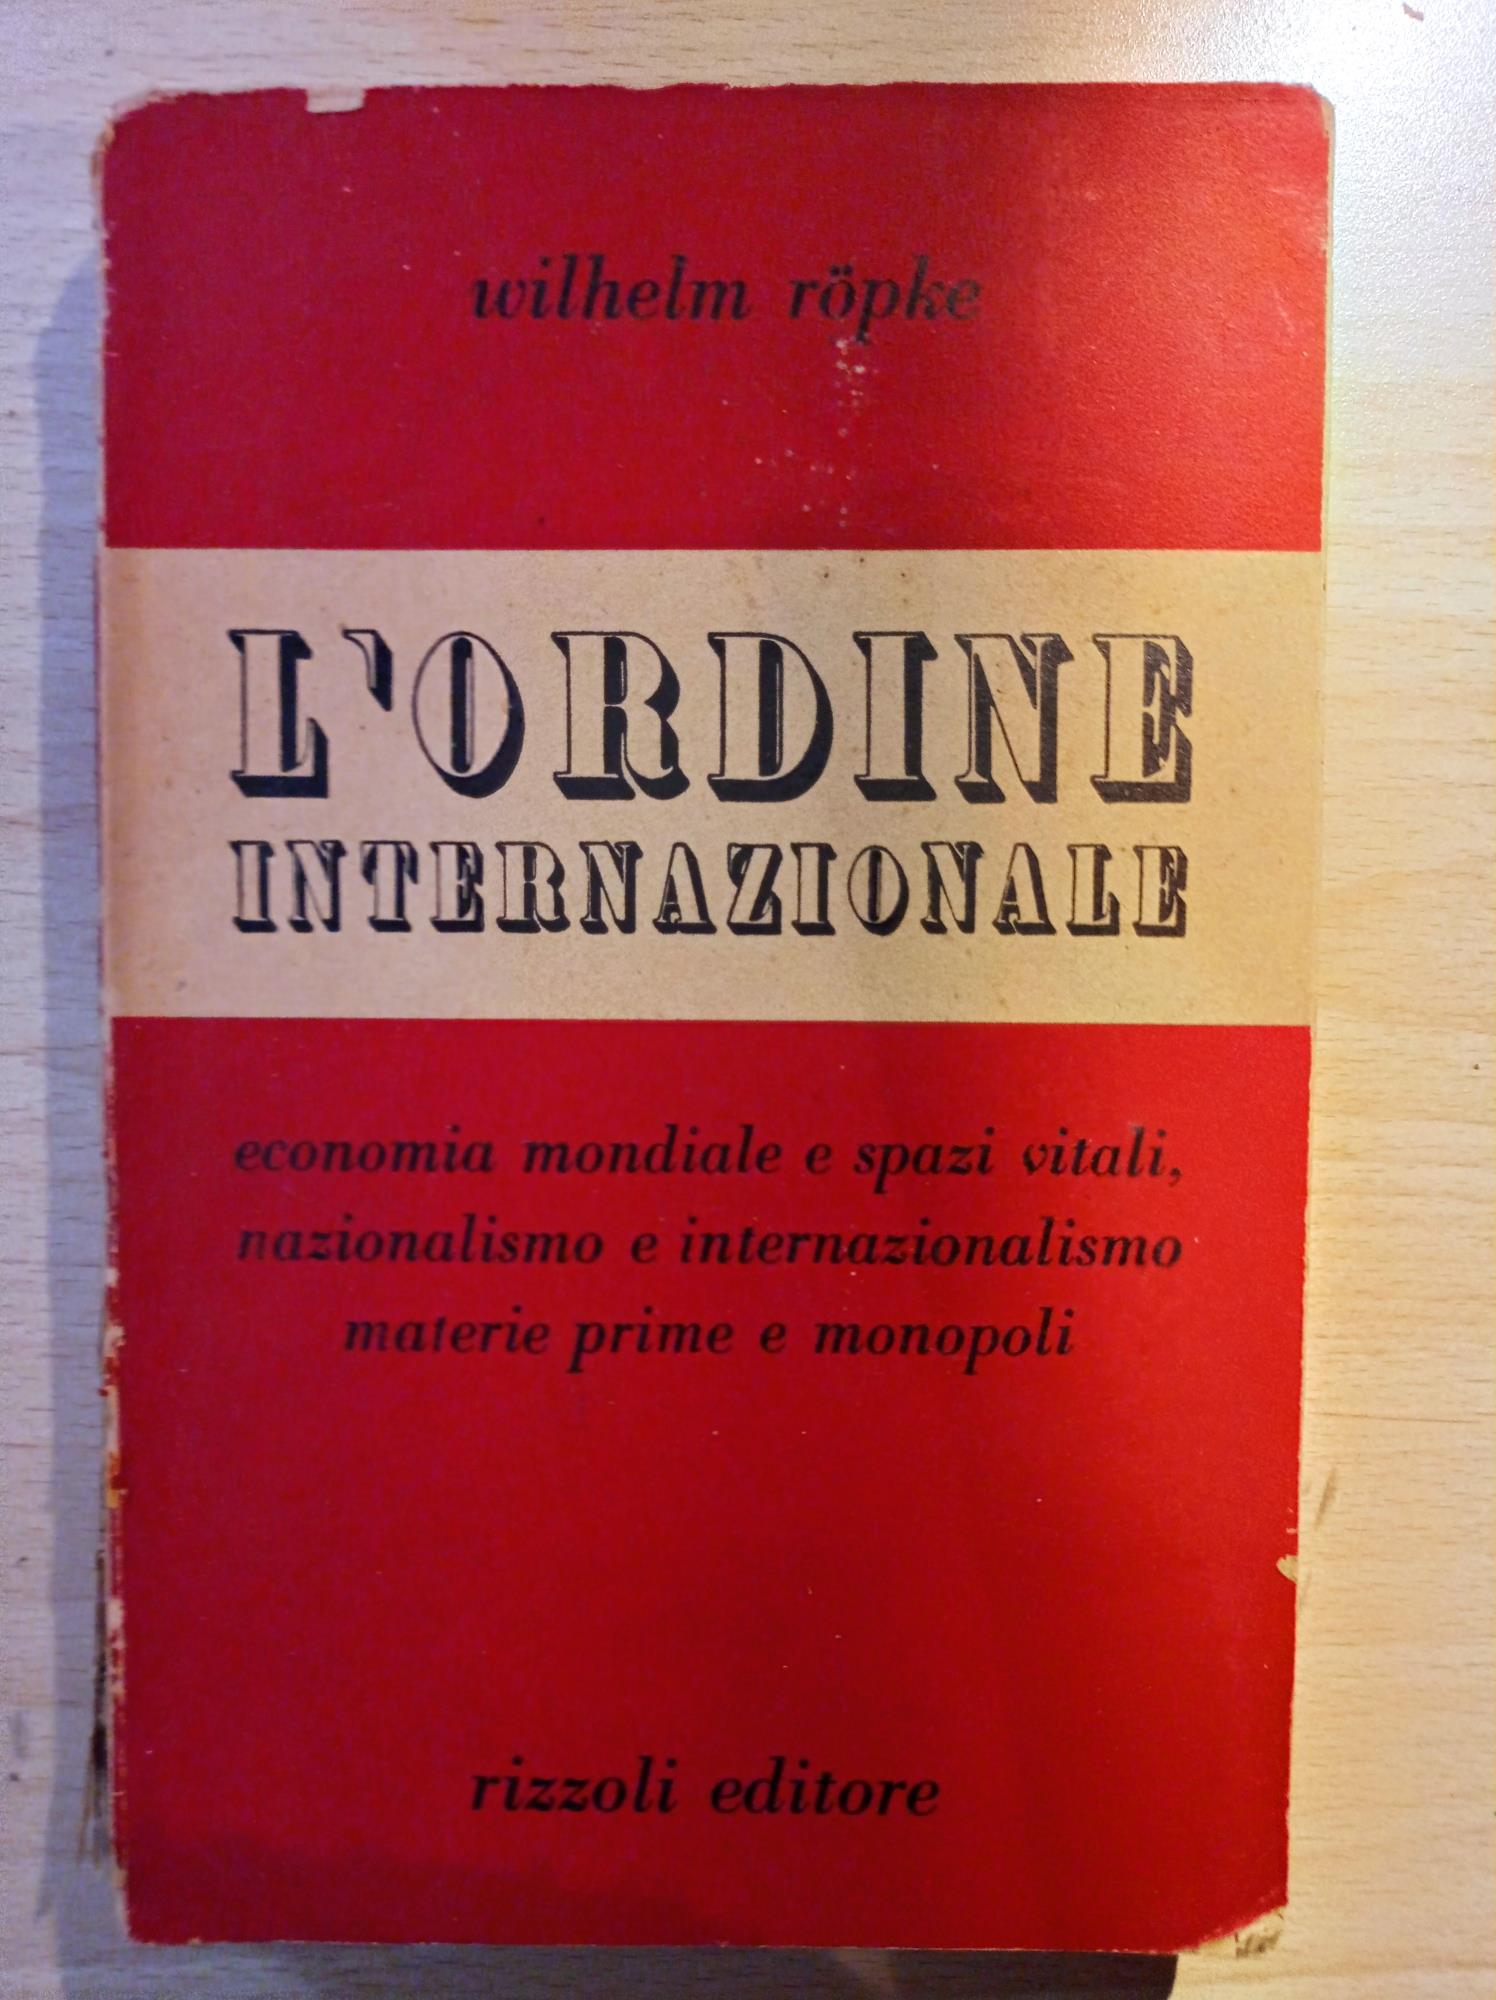 wilhelm röpke
L'ORDINE
INTERNAZIONALE
economia mondiale e spazi vitali,
nazionalismo e internazionalismo
materie prime e monopoli
rizzoli editore